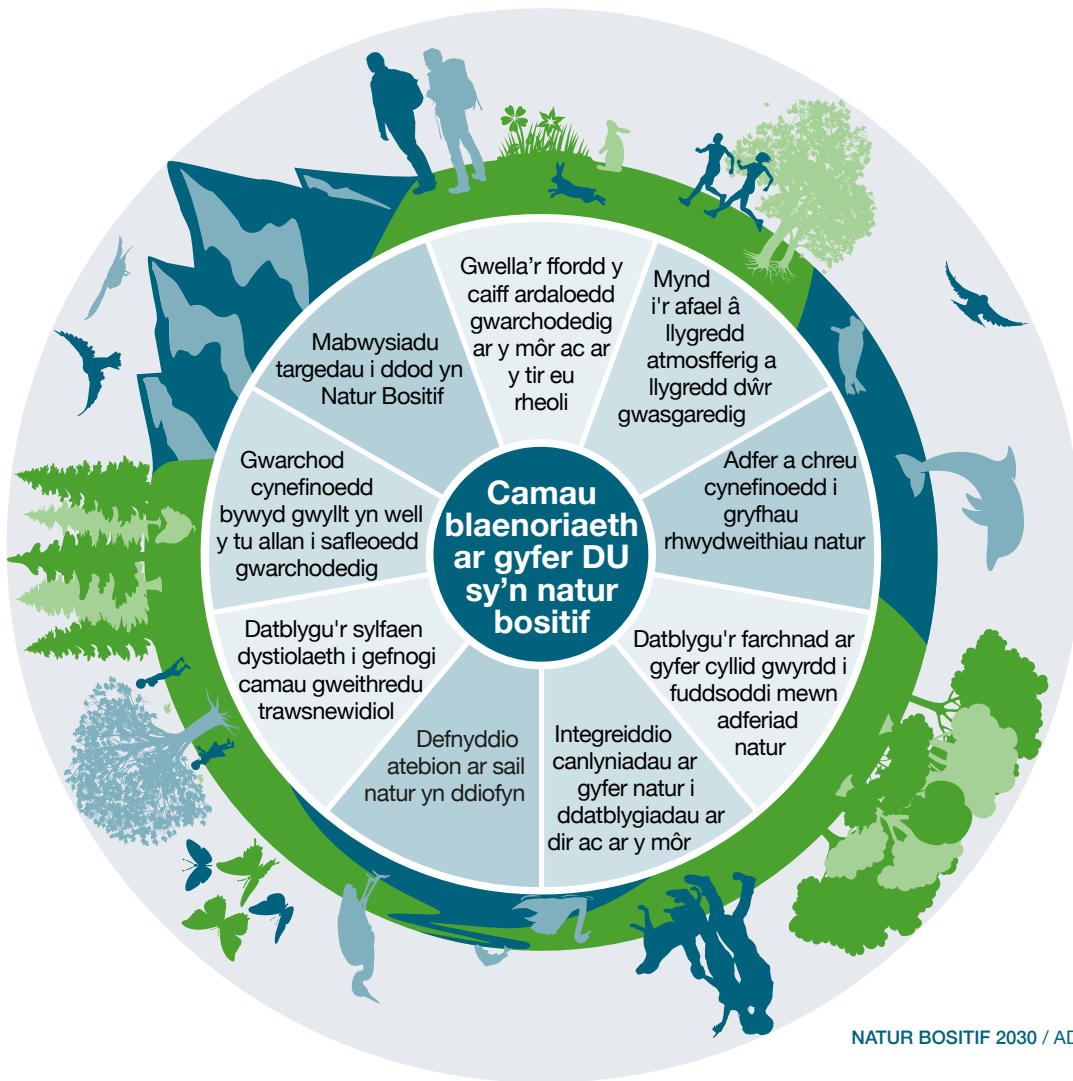 Camau
blaenoriaeth
ar gyfer DU
sy'n natur
bositif
Gwella'r ffordd y
caiff ardaloedd
gwarchodedig
ar y môr ac ar
y tir eu
rheoli
Mynd
i'r afael â
llygredd
atmosfferig a
llygredd dŵr
gwasgaredig
Adfer a chreu
cynefinoedd i
gryfhau
rhwydweithiau natur
Datblygu'r farchnad ar
gyfer cyllid gwyrdd i
fuddsoddi mewn
adferiad
natur
Integreiddio
canlyniadau ar
gyfer natur i
ddatblygiadau ar
dir ac ar y môr
Defnyddio
atebion ar sail
natur yn ddiofyn
Datblygu'r sylfaen
dystiolaeth i gefnogi
camau gweithredu
trawsnewidiol
Gwarchod
cynefinoedd
bywyd gwyllt yn well
y tu allan i safleoedd
gwarchodedig
Mabwysiadu
targedau i ddod yn
Natur Bositif
NATUR BOSITIF 2030 / AD